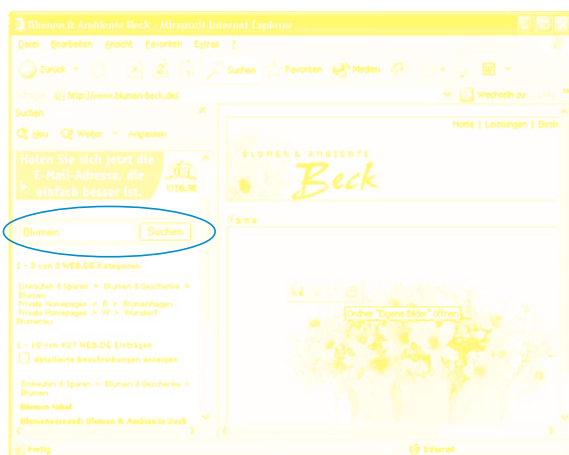 Blumen & Ambiente Beck - Microsoft Internet Explorer
Datei Bearbeiten Ansicht Favoriten Extras ?
Zurück Suchen Favoriten Medien
http://www.blumen-beck.de/ Wechseln zu
Suchen
Neu Weiter anpassen
Home | Leistungen |
Holen Sie sich jetzt die
E-Mail-Adresse, die
einfach besser ist.
BLUMEN & AMBIENTE
Beck
Blumen Suchen
1 - 3 von 3 WEB.DE Kategorien
Einkaufen & Sparen > Blumen & Geschenke >
Blumen
Private Homepages > B > Blumenhagen
Private Homepages > W > Wunstorf-
Blumenau
Ordner "Eigene Bilder" öffnen
1 - 10 von 427 WEB.DE Einträgen
detaillierte Beschreibungen anzeigen
Einkaufen & Sparen > Blumen & Geschenke >
Blumen
Blumenversand: Blumen & Ambiente Beck
Fertig Internet